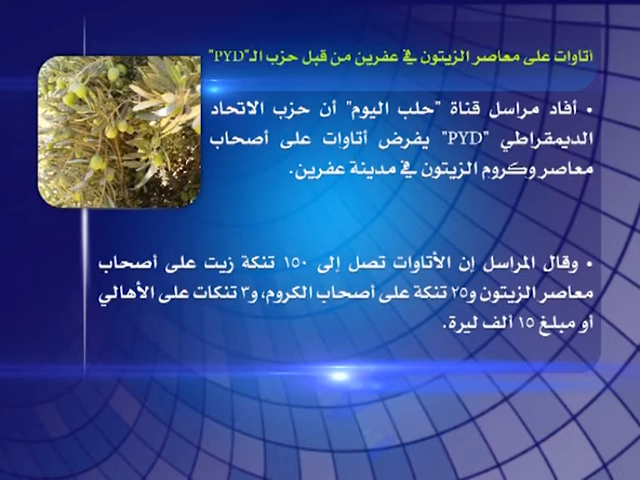 أتاوات على معاصر الزيتون في عفرين من قبل حزب الـ"PYD"
• أفاد مراسل قناة "حلب اليوم" أن حزب الاتحاد
الديمقراطي "PYD" يفرض أتاوات على أصحاب
معاصر وكروم الزيتون في مدينة عفرين.
• وقال المراسل إن الأتاوات تصل إلى ١٥٠ تنكة زيت على أصحاب
معاصر الزيتون و٢٥ تنكة على أصحاب الكروم، و٣ تنكات على الأهالي
أو مبلغ ١٥ ألف ليرة.